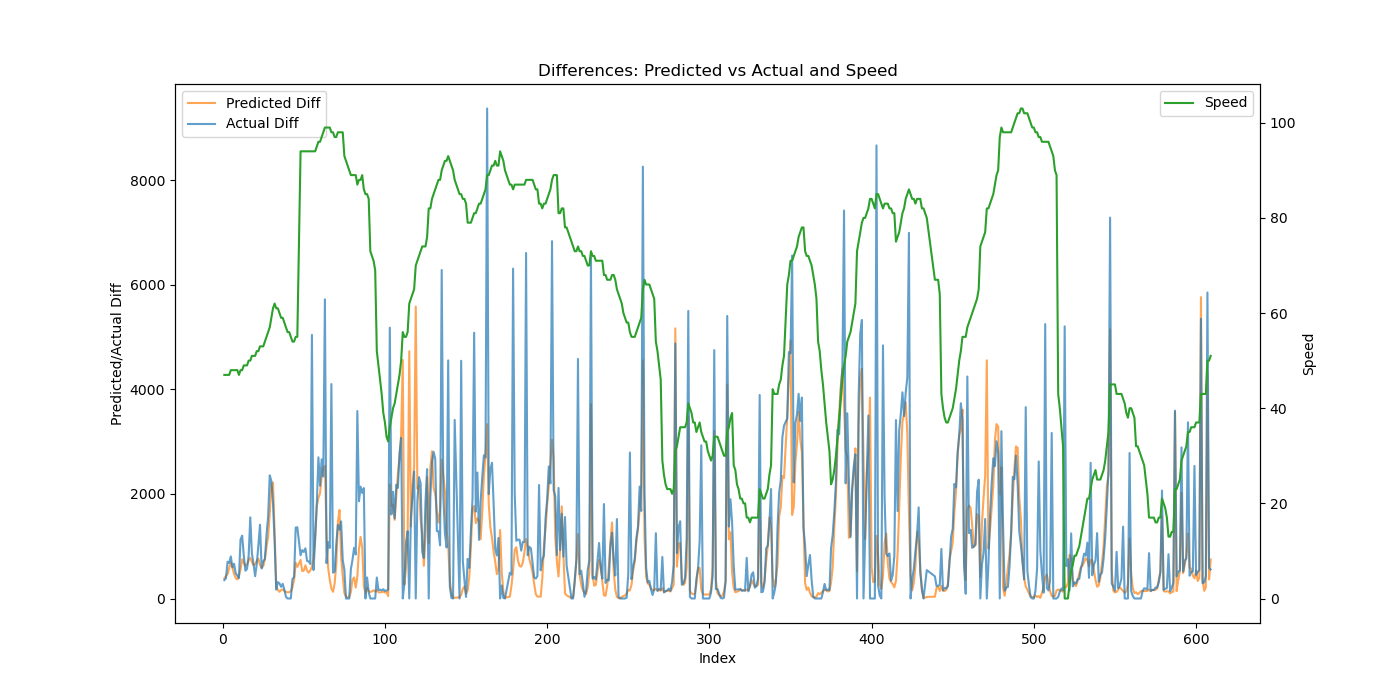 Differences: Predicted vs Actual and Speed
Predicted Diff
Actual Diff
Speed
8000
6000
4000
2000
0
Predicted/Actual Diff
100
80
60
40
20
0
Speed
0 100 200 300 400 500 600
Index